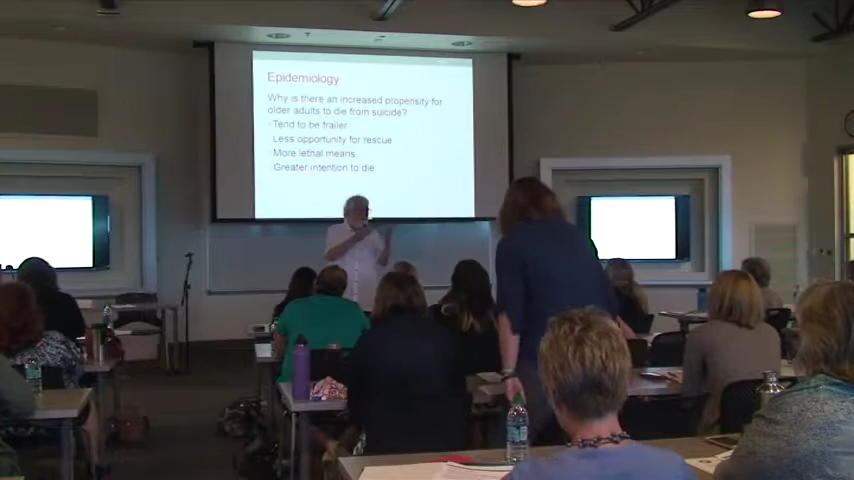 Epidemiology
Why is there an increased propensity for
older adults to die from suicide?
Tend to be frailer
Less opportunity for rescue
More lethal means
Greater intention to die